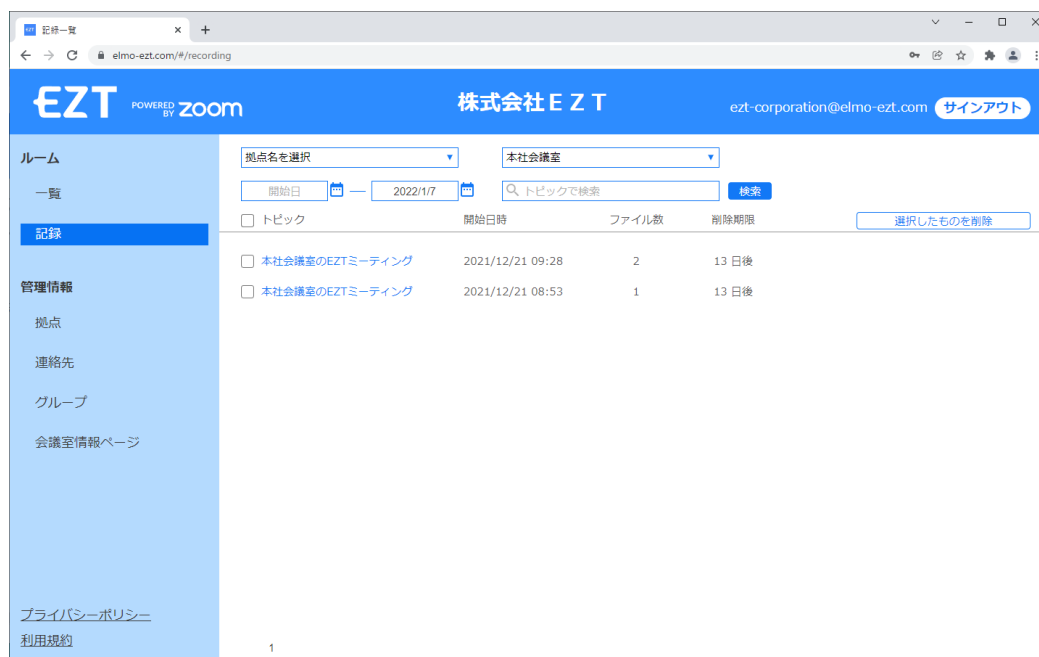 記録一覧
elmo-ezt.com/#/recording
EZT POWERED BY zoom 株式会社ＥＺＴ ezt-corporation@elmo-ezt.com サインアウト
ルーム
一覧
記録
管理情報
拠点
連絡先
グループ
会議室情報ページ
プライバシーポリシー
利用規約
拠点名を選択 本社会議室
開始日 — 2022/1/7 トピックで検索 検索
トピック 開始日時 ファイル数 削除期限 選択したものを削除
本社会議室のEZTミーティング 2021/12/21 09:28 2 13 日後
本社会議室のEZTミーティング 2021/12/21 08:53 1 13 日後
1